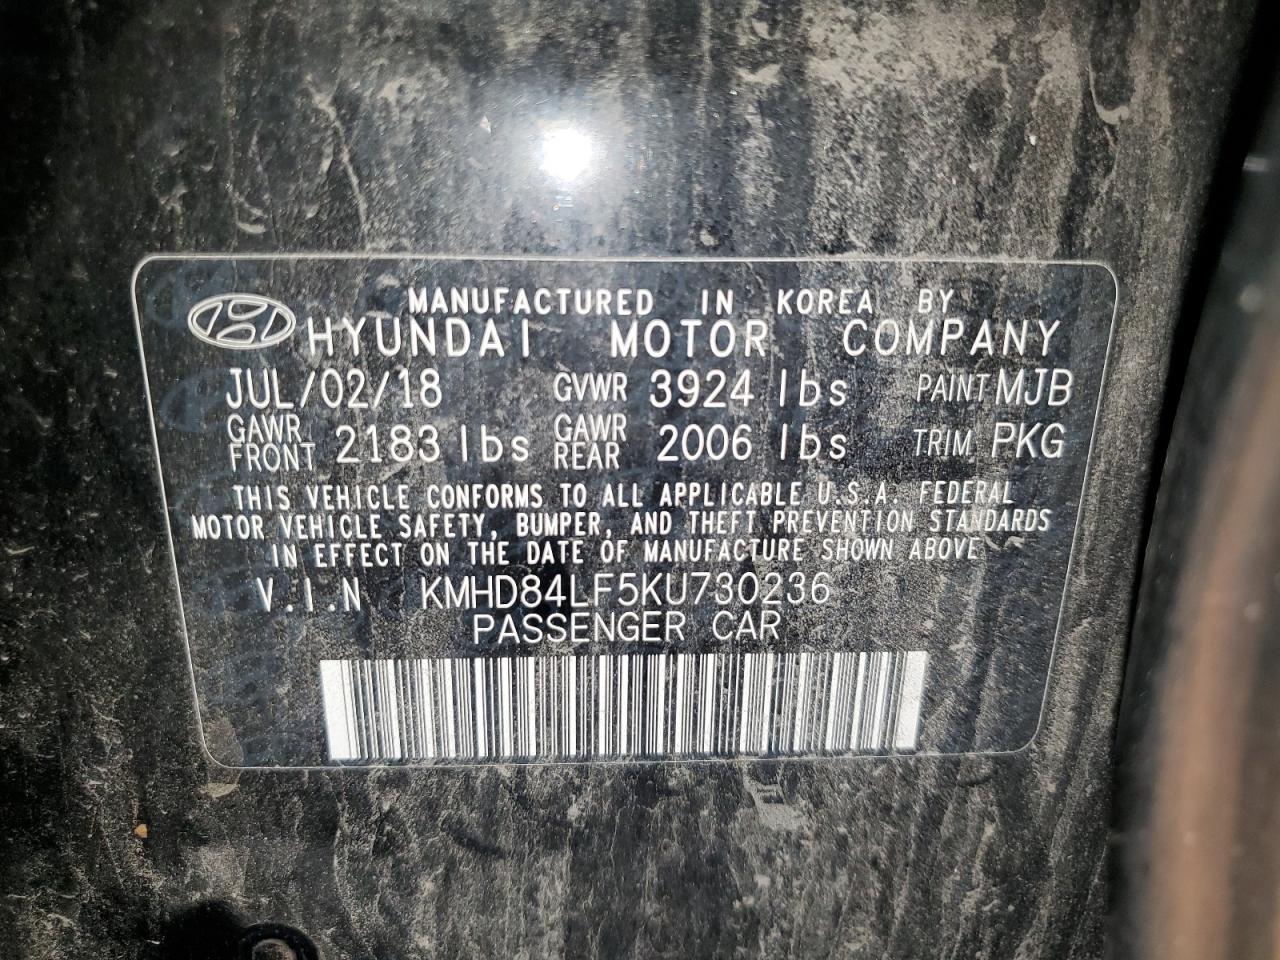 MANUFACTURED IN KOREA BY
HYUNDAI MOTOR COMPANY
JUL/02/18 GVWR 3924 lbs PAINT MJB
GAWR FRONT 2183 lbs GAWR REAR 2006 lbs TRIM PKG
THIS VEHICLE CONFORMS TO ALL APPLICABLE U.S.A. FEDERAL
MOTOR VEHICLE SAFETY, BUMPER, AND THEFT PREVENTION STANDARDS
IN EFFECT ON THE DATE OF MANUFACTURE SHOWN ABOVE
V.I.N KMHD84LF5KU730236
PASSENGER CAR